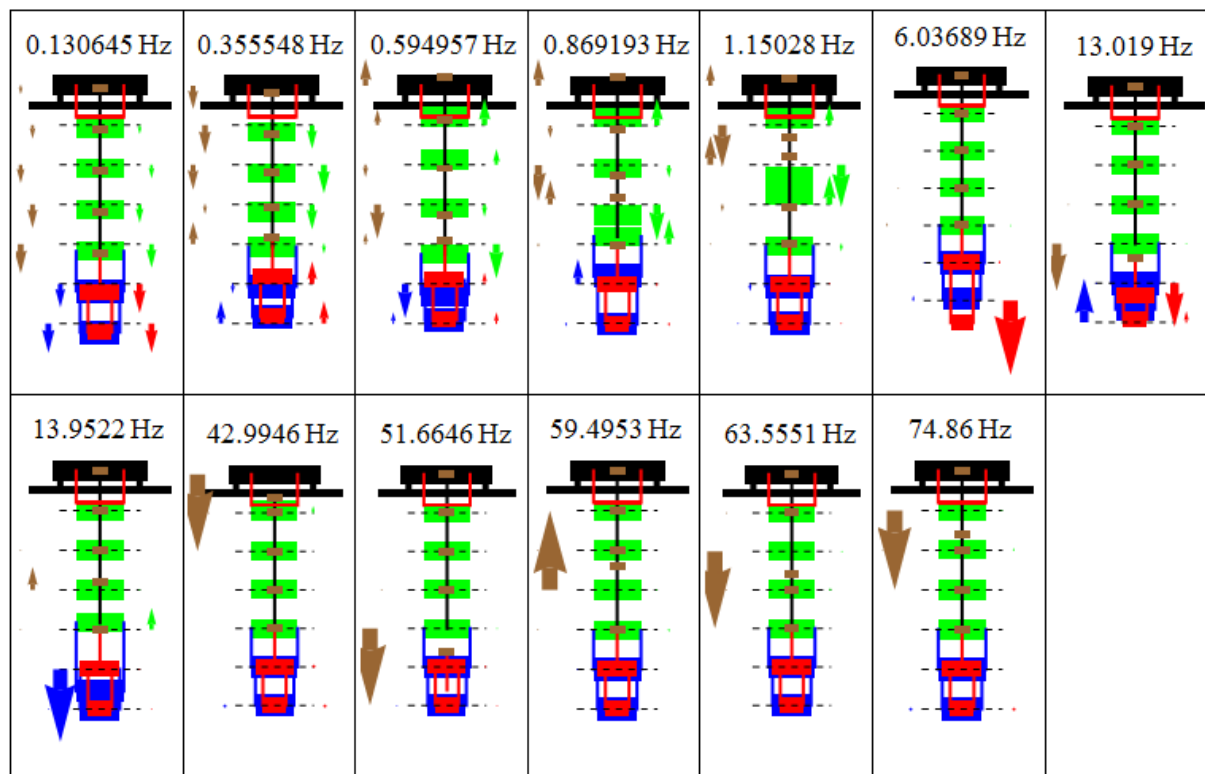 0.130645 Hz
0.355548 Hz
0.594957 Hz
0.869193 Hz
1.15028 Hz
6.03689 Hz
13.019 Hz
13.9522 Hz
42.9946 Hz
51.6646 Hz
59.4953 Hz
63.5551 Hz
74.86 Hz